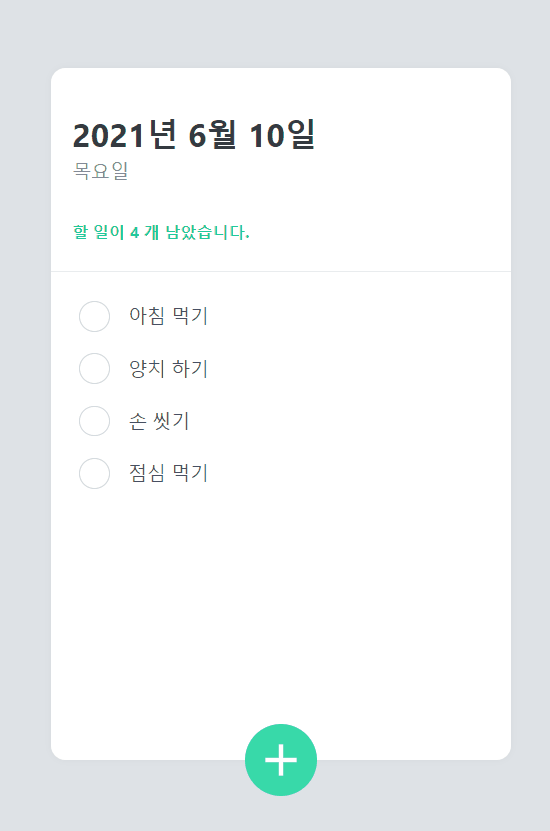 2021년 6월 10일
목요일
할 일이 4 개 남았습니다.
아침 먹기
양치 하기
손 씻기
점심 먹기